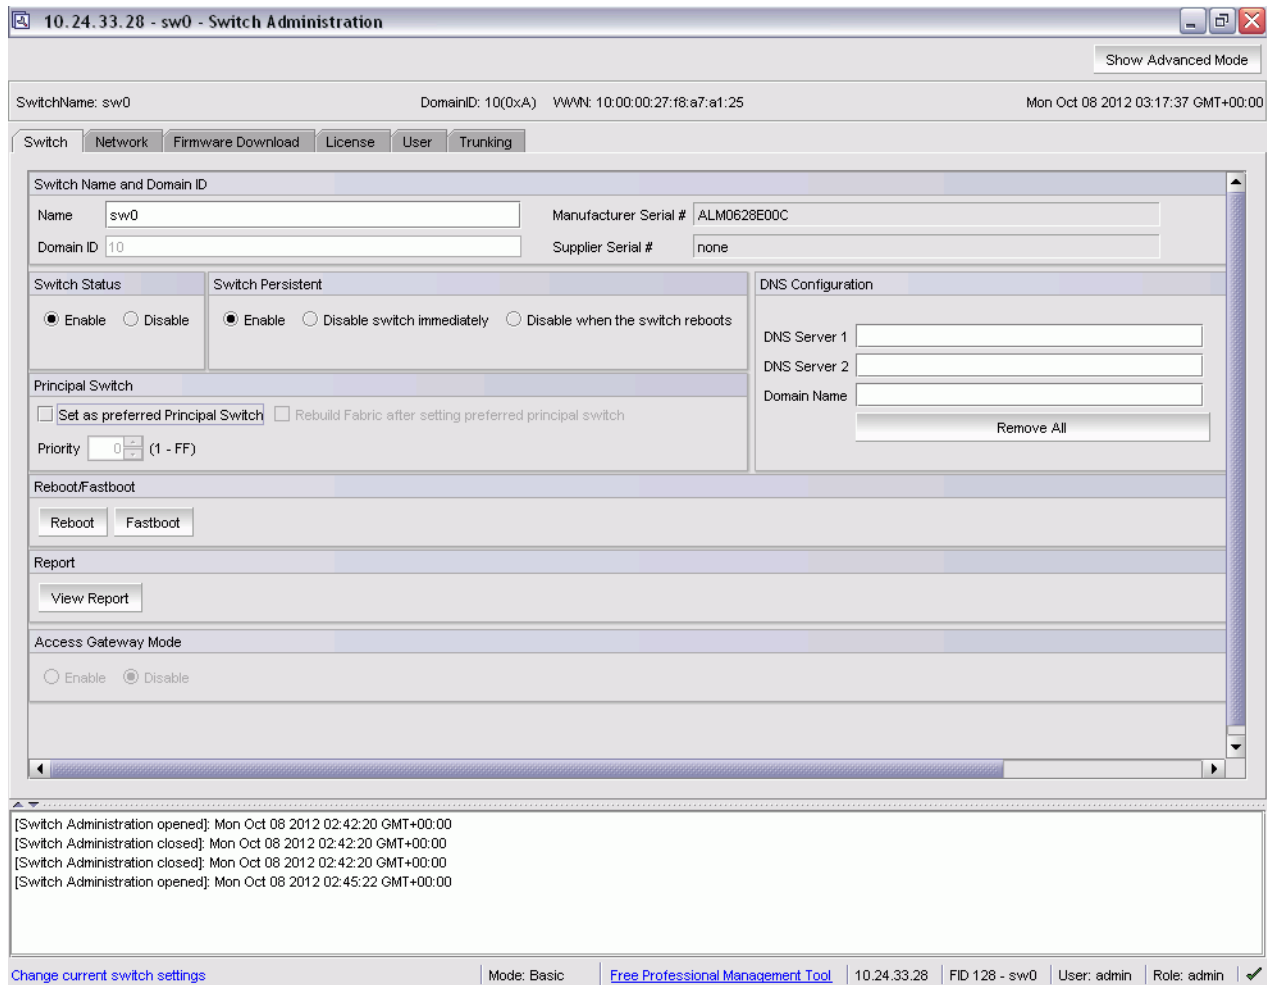 10.24.33.28 - sw0 - Switch Administration
Show Advanced Mode
SwitchName: sw0 DomainID: 10(0xA) WWN: 10:00:00:27:f8:a7:a1:25 Mon Oct 08 2012 03:17:37 GMT+00:00
Switch Network Firmware Download License User Trunking
Switch Name and Domain ID
Name sw0 Manufacturer Serial # ALM0628E00C
Domain ID 10 Supplier Serial # none
Switch Status Switch Persistent DNS Configuration
Enable Disable Enable Disable switch immediately Disable when the switch reboots
DNS Server 1
DNS Server 2
Domain Name
Remove All
Principal Switch
Set as preferred Principal Switch Rebuild Fabric after setting preferred principal switch
Priority 0 (1 - FF)
Reboot/Fastboot
Reboot Fastboot
Report
View Report
Access Gateway Mode
Enable Disable
[Switch Administration opened]: Mon Oct 08 2012 02:42:20 GMT+00:00
[Switch Administration closed]: Mon Oct 08 2012 02:42:20 GMT+00:00
[Switch Administration closed]: Mon Oct 08 2012 02:42:20 GMT+00:00
[Switch Administration opened]: Mon Oct 08 2012 02:45:22 GMT+00:00
Change current switch settings Mode: Basic Free Professional Management Tool 10.24.33.28 FID 128 - sw0 User: admin Role: admin